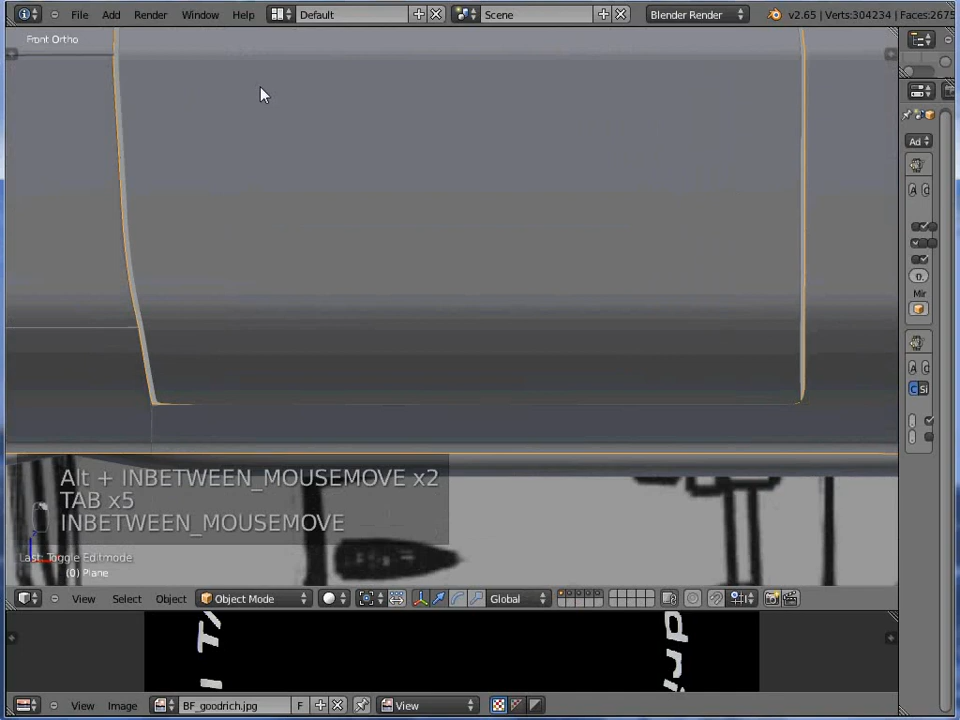 File Add Render Window Help Default Scene Blender Render v2.65 | Verts:304234 | Faces:2675
Front Ortho
Ad
Mir
Si
Alt + INBETWEEN_MOUSEMOVE x2
TAB x5
INBETWEEN_MOUSEMOVE
Last: Toggle Editmode
(0) Plane
View Select Object Object Mode Global
View Image BF_goodrich.jpg F View